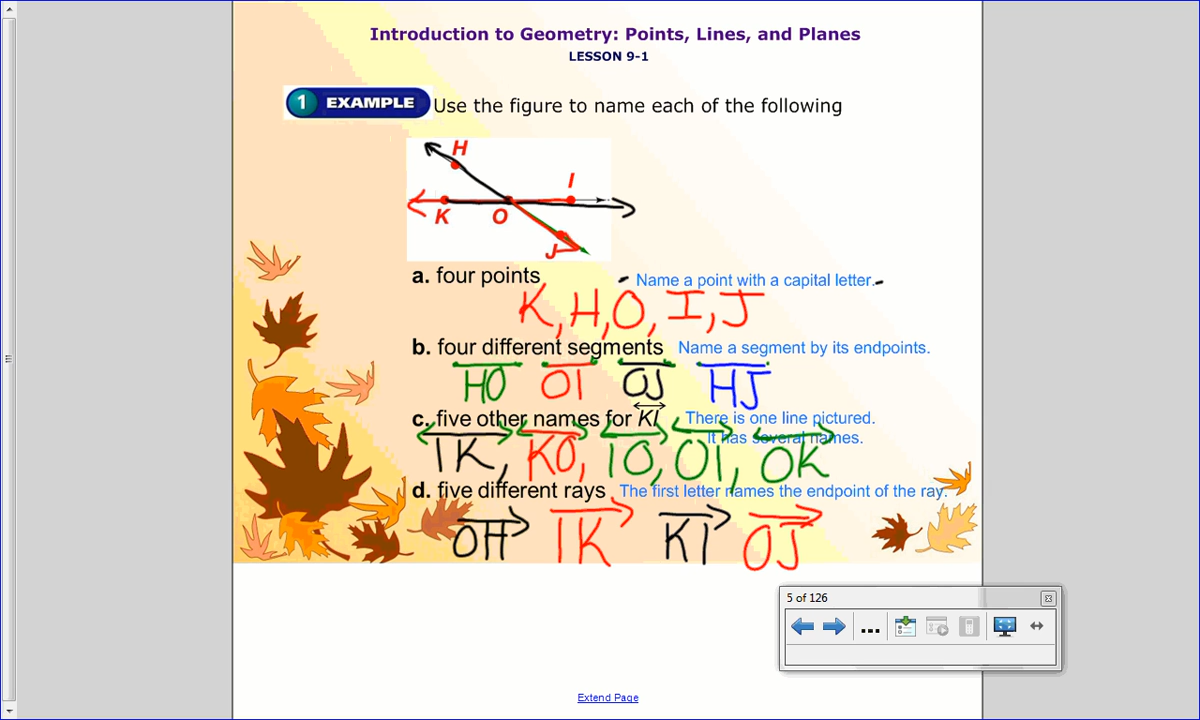 Introduction to Geometry: Points, Lines, and Planes
LESSON 9-1
1 EXAMPLE Use the figure to name each of the following
H
I
K O
J
a. four points Name a point with a capital letter.
K, H, O, I, J
b. four different segments Name a segment by its endpoints.
HO OI OJ HJ
c. five other names for KI There is one line pictured.
It has several names.
IK, KO, IO, OI, OK
d. five different rays The first letter names the endpoint of the ray.
OH IK KI OJ
5 of 126
...
Extend Page